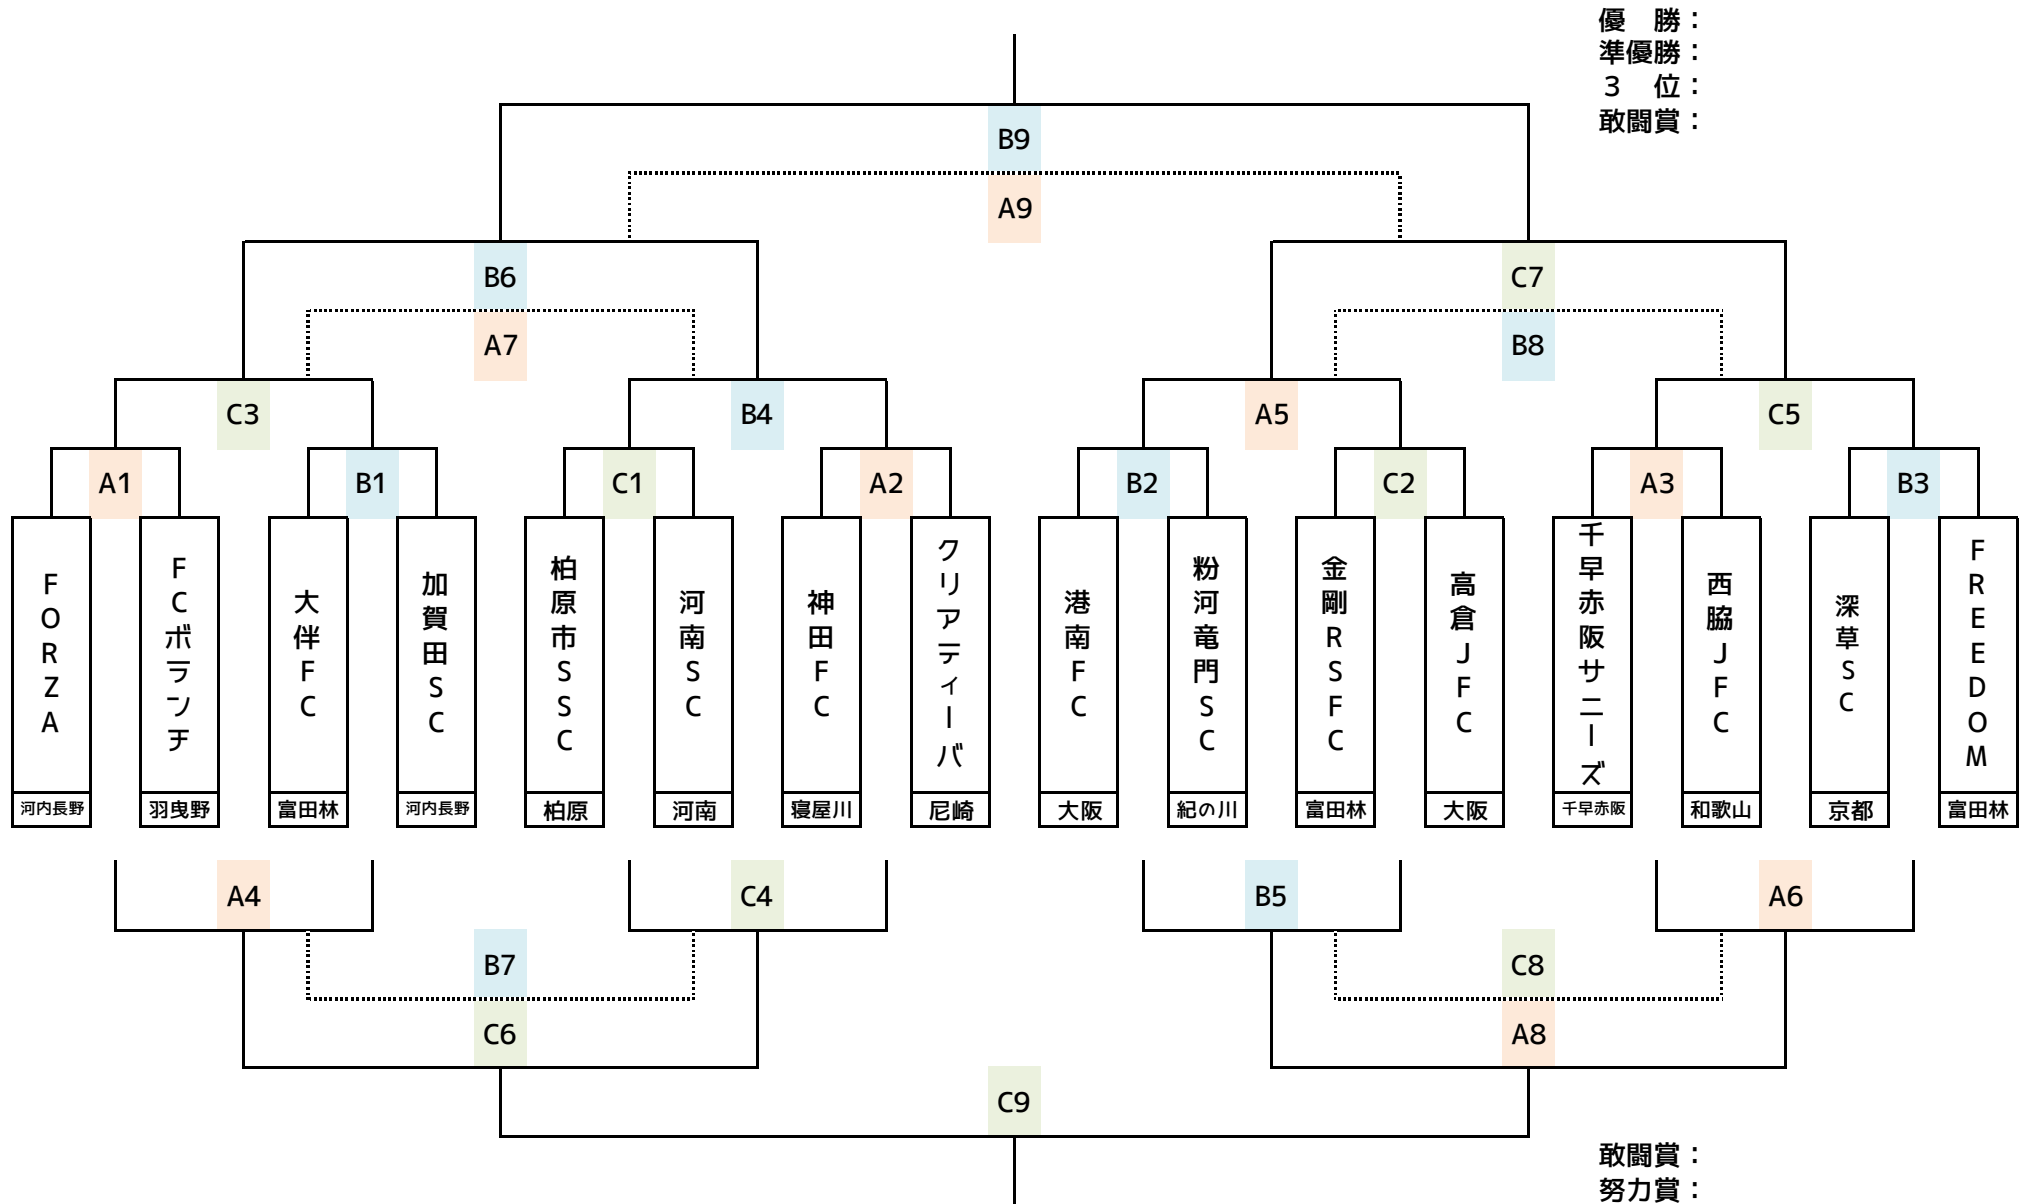 優　勝：
準優勝：
３　位：
敢闘賞：
B9
A9
B6
C7
A7
B8
C3
B4
A5
C5
A1
B1
C1
A2
B2
C2
A3
B3
FORZA
FCボランチ
大伴FC
加賀田SC
柏原市SSC
河南SC
神田FC
クリアティーバ
港南FC
粉河竜門SC
金剛RSFC
高倉JFC
千早赤阪サニーズ
西脇JFC
深草SC
FREEDOM
河内長野
羽曳野
富田林
河内長野
柏原
河南
寝屋川
尼崎
大阪
紀の川
富田林
大阪
千早赤阪
和歌山
京都
富田林
A4
C4
B5
A6
B7
C8
C6
A8
C9
敢闘賞：
努力賞：